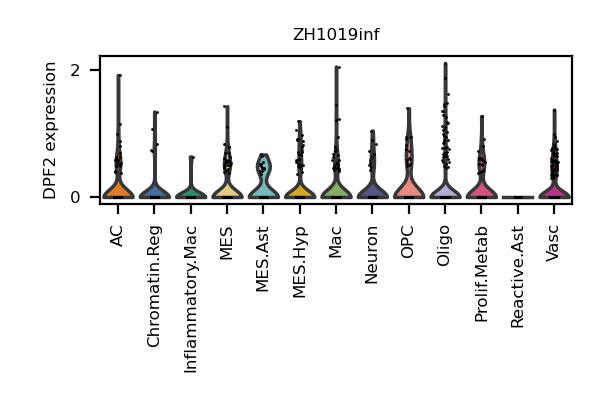 ZH1019inf
DPF2 expression
2
0
AC
Chromatin.Reg
Inflammatory.Mac
MES
MES.Ast
MES.Hyp
Mac
Neuron
OPC
Oligo
Prolif.Metab
Reactive.Ast
Vasc